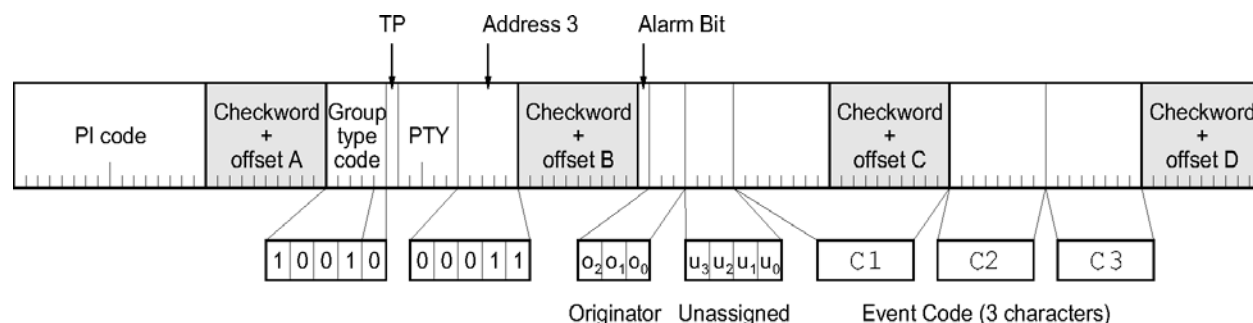 TP Address 3 Alarm Bit
PI code
Checkword
+
offset A
Group
type
code
PTY
Checkword
+
offset B
Checkword
+
offset C
Checkword
+
offset D
1 0 0 1 0
0 0 0 1 1
o2 o1 o0
u3 u2 u1 u0
C1
C2
C3
Originator Unassigned Event Code (3 characters)